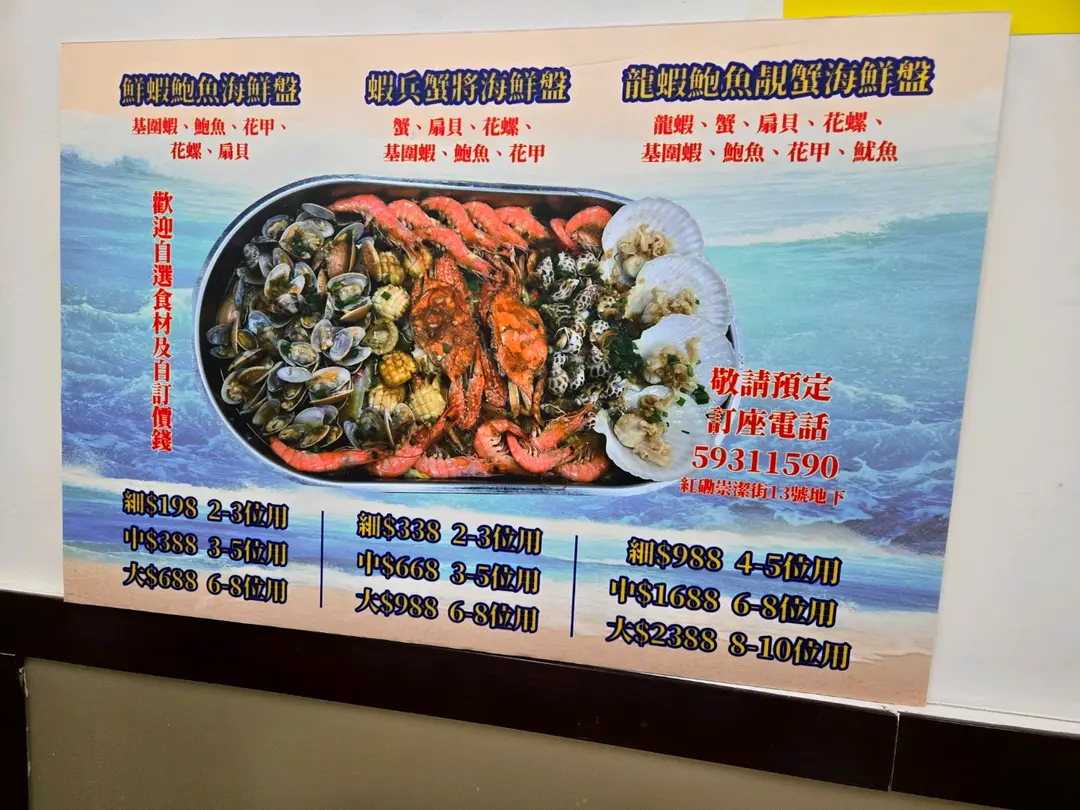 鮮蝦鮑魚海鮮盤
基圍蝦、鮑魚、花甲、
花螺、扇貝
蝦兵蟹將海鮮盤
蟹、扇貝、花螺、
基圍蝦、鮑魚、花甲
龍蝦鮑魚靚蟹海鮮盤
龍蝦、蟹、扇貝、花螺、
基圍蝦、鮑魚、花甲、魷魚
歡迎自選食材及自訂價錢
敬請預定
訂座電話
59311590
紅磡崇潔街13號地下
細$198 2-3位用
中$388 3-5位用
大$688 6-8位用
細$338 2-3位用
中$668 3-5位用
大$988 6-8位用
細$988 4-5位用
中$1688 6-8位用
大$2388 8-10位用